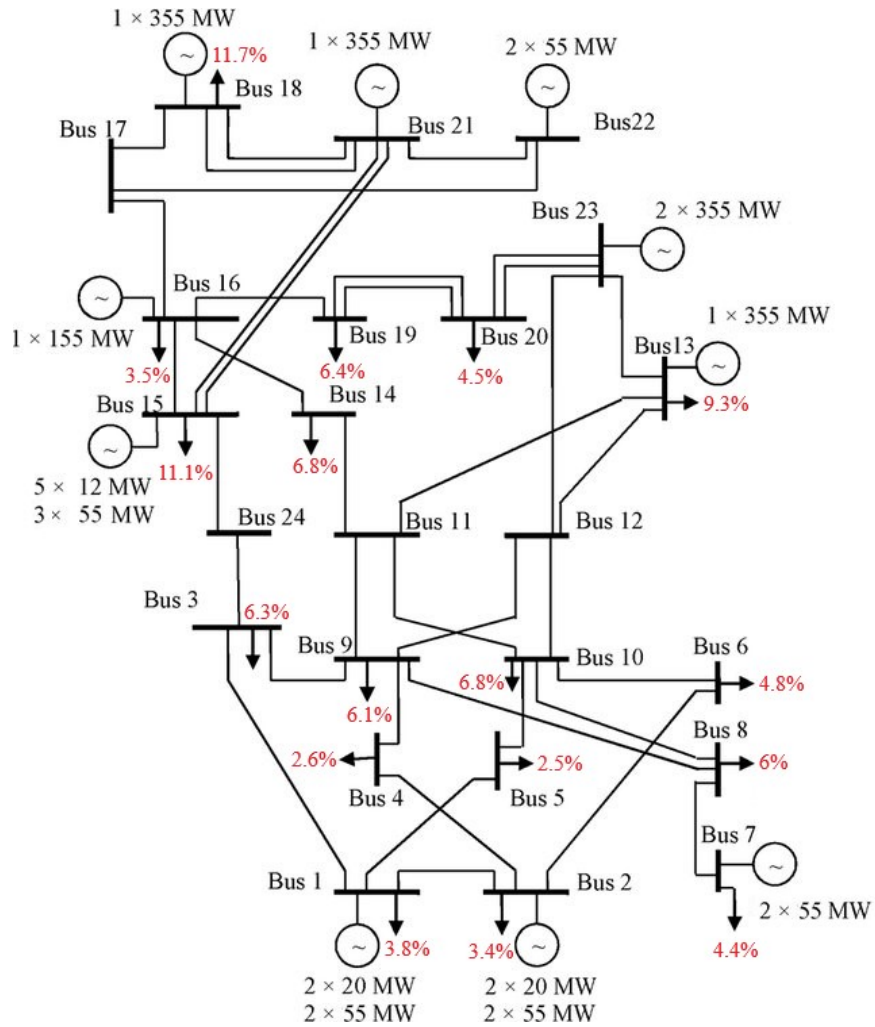 1 × 355 MW
11.7%
Bus 18
1 × 355 MW
2 × 55 MW
Bus 17
Bus 21
Bus22
Bus 23
2 × 355 MW
Bus 16
1 × 155 MW
3.5%
Bus 19
6.4%
Bus 20
4.5%
1 × 355 MW
Bus13
9.3%
Bus 15
11.1%
5 × 12 MW
3 × 55 MW
Bus 14
6.8%
Bus 24
Bus 11
Bus 12
Bus 3
6.3%
Bus 9
6.1%
Bus 10
6.8%
Bus 6
4.8%
2.6%
Bus 4
2.5%
Bus 5
Bus 8
6%
Bus 7
2 × 55 MW
4.4%
Bus 1
3.8%
2 × 20 MW
2 × 55 MW
Bus 2
3.4%
2 × 20 MW
2 × 55 MW
~
~
~
~
~
~
~
~
~
~